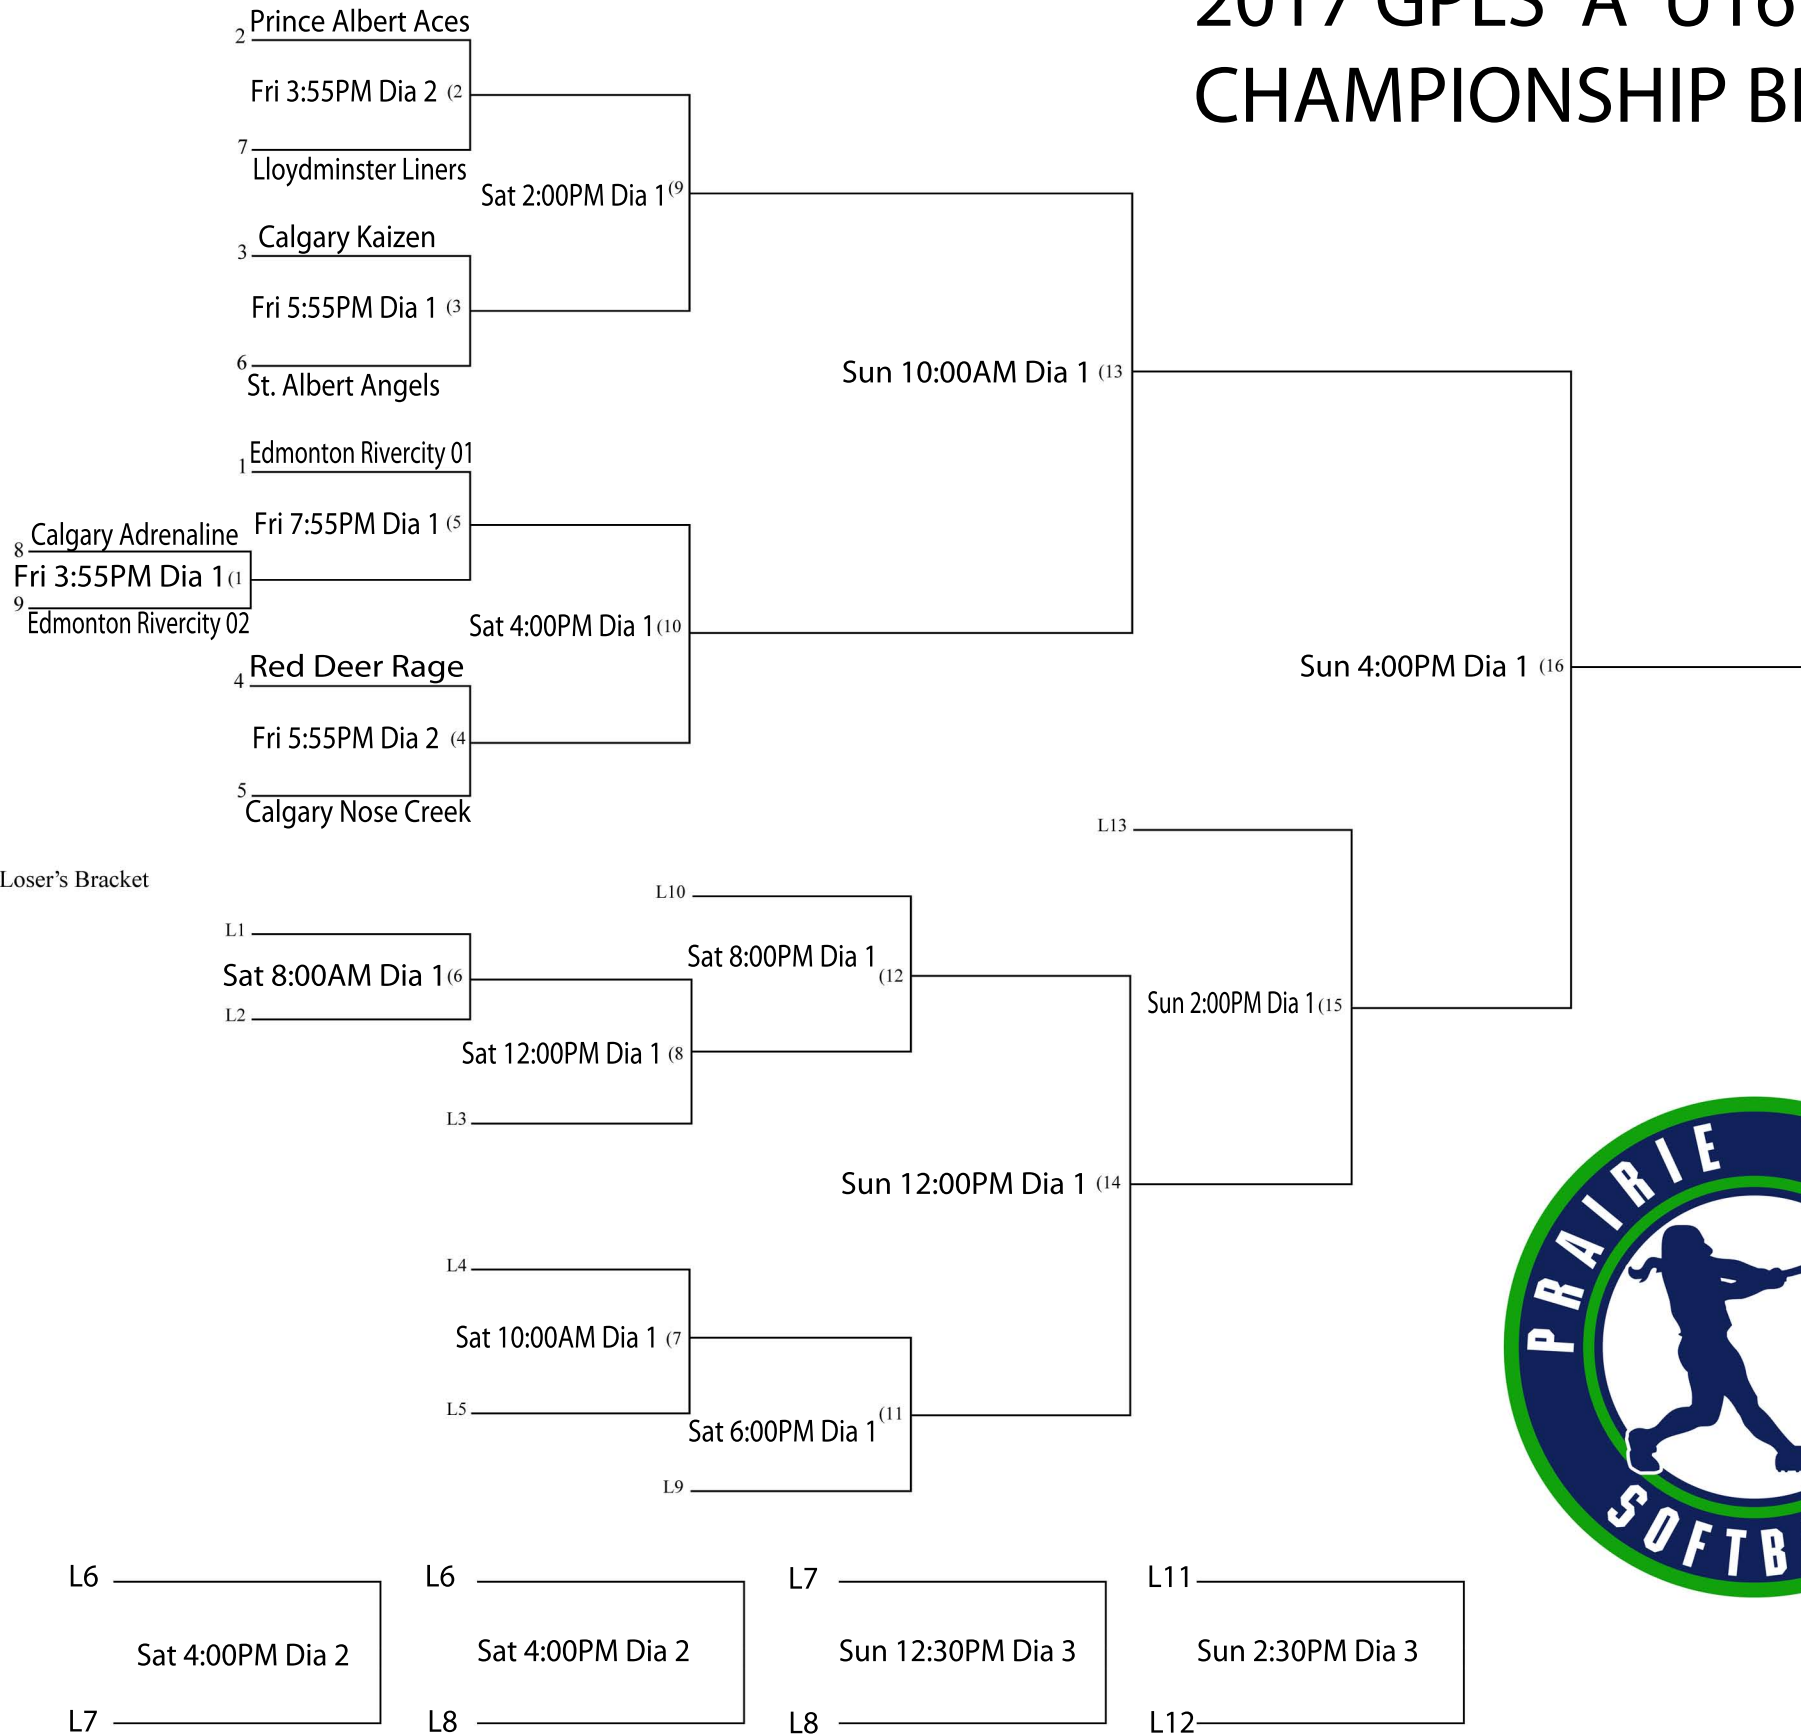 2017 GPLS "A" U16
CHAMPIONSHIP
2 Prince Albert Aces
Fri 3:55PM Dia 2 (2
7
Lloydminster Liners
Sat 2:00PM Dia 1 (9
3 Calgary Kaizen
Fri 5:55PM Dia 1 (3
6
St. Albert Angels
Sun 10:00AM Dia 1 (13
1 Edmonton Rivercity 01
Fri 7:55PM Dia 1 (5
8 Calgary Adrenaline
Fri 3:55PM Dia 1 (1
9
Edmonton Rivercity 02
Sat 4:00PM Dia 1 (10
4 Red Deer Rage
Fri 5:55PM Dia 2 (4
5
Calgary Nose Creek
Sun 4:00PM Dia 1 (16
Loser's Bracket
L13
L10
L1
Sat 8:00AM Dia 1 (6
L2
Sat 8:00PM Dia 1
(12
Sun 2:00PM Dia 1 (15
Sat 12:00PM Dia 1 (8
L3
Sun 12:00PM Dia 1 (14
L4
Sat 10:00AM Dia 1 (7
L5
Sat 6:00PM Dia 1 (11
L9
PRAIRIE
SOFTB
L6
Sat 4:00PM Dia 2
L7
L6
Sat 4:00PM Dia 2
L8
L7
Sun 12:30PM Dia 3
L8
L11
Sun 2:30PM Dia 3
L12